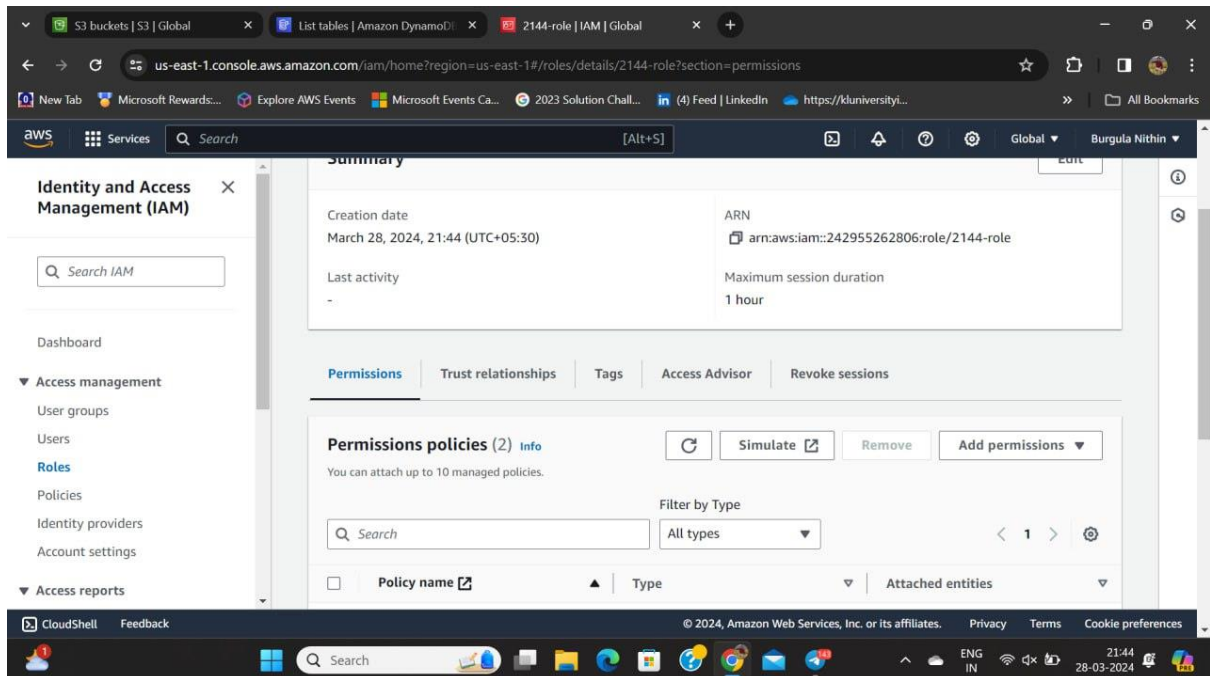 S3 buckets | S3 | Global
List tables | Amazon DynamoD
2144-role | IAM | Global
us-east-1.console.aws.amazon.com/iam/home?region=us-east-1#/roles/details/2144-role?section=permissions
New Tab
Microsoft Rewards:...
Explore AWS Events
Microsoft Events Ca...
2023 Solution Chall...
(4) Feed | LinkedIn
https://kluniversityi...
»
All Bookmarks
aws
Services
Search
[Alt+S]
Global
Burgula Nithin
Identity and Access
Management (IAM)
Search IAM
Dashboard
Access management
User groups
Users
Roles
Policies
Identity providers
Account settings
Access reports
Summary
Edit
Creation date
March 28, 2024, 21:44 (UTC+05:30)
ARN
arn:aws:iam::242955262806:role/2144-role
Last activity
-
Maximum session duration
1 hour
Permissions
Trust relationships
Tags
Access Advisor
Revoke sessions
Permissions policies (2) Info
Simulate
Remove
Add permissions
You can attach up to 10 managed policies.
Filter by Type
Search
All types
1
Policy name
Type
Attached entities
CloudShell
Feedback
© 2024, Amazon Web Services, Inc. or its affiliates.
Privacy
Terms
Cookie preferences
1
Search
ENG
IN
21:44
28-03-2024
PRE